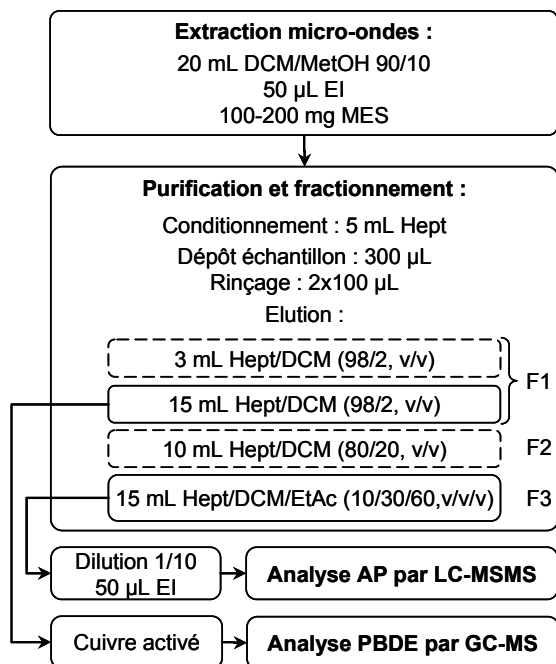 Extraction micro-ondes :
20 mL DCM/MetOH 90/10
50 µL EI
100-200 mg MES
Purification et fractionnement :
Conditionnement : 5 mL Hept
Dépôt échantillon : 300 µL
Rinçage : 2x100 µL
Elution :
3 mL Hept/DCM (98/2, v/v)
15 mL Hept/DCM (98/2, v/v)
F1
10 mL Hept/DCM (80/20, v/v)
F2
15 mL Hept/DCM/EtAc (10/30/60,v/v/v)
F3
Dilution 1/10
50 µL EI
Analyse AP par LC-MSMS
Cuivre activé
Analyse PBDE par GC-MS